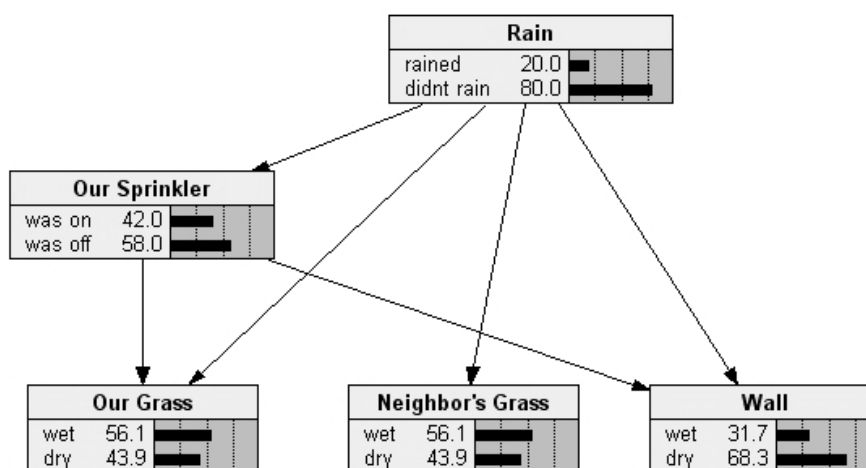 Rain
rained 20.0
didnt rain 80.0
Our Sprinkler
was on 42.0
was off 58.0
Our Grass
wet 56.1
dry 43.9
Neighbor's Grass
wet 56.1
dry 43.9
Wall
wet 31.7
dry 68.3